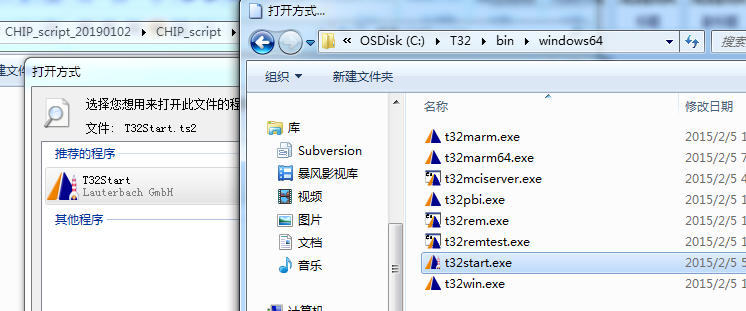 CHIP_script_20190102 CHIP_script
打开方式
选择您想用来打开此文件的程
文件: T32Start.ts2
推荐的程序
T32Start
Lauterbach GmbH
其他程序
打开方式...
OSDisk (C:) T32 bin windows64
搜索
组织 新建文件夹
名称 修改日期
库
Subversion
暴风影视库
视频
图片
文档
音乐
计算机
t32marm.exe 2015/2/5 1
t32marm64.exe 2015/2/5 7
t32mciserver.exe 2015/2/5 4
t32pbi.exe 2015/2/5 1
t32rem.exe 2015/2/5 1
t32remtest.exe 2015/2/5 1
t32start.exe 2015/2/5 5
t32win.exe 2015/2/5 1